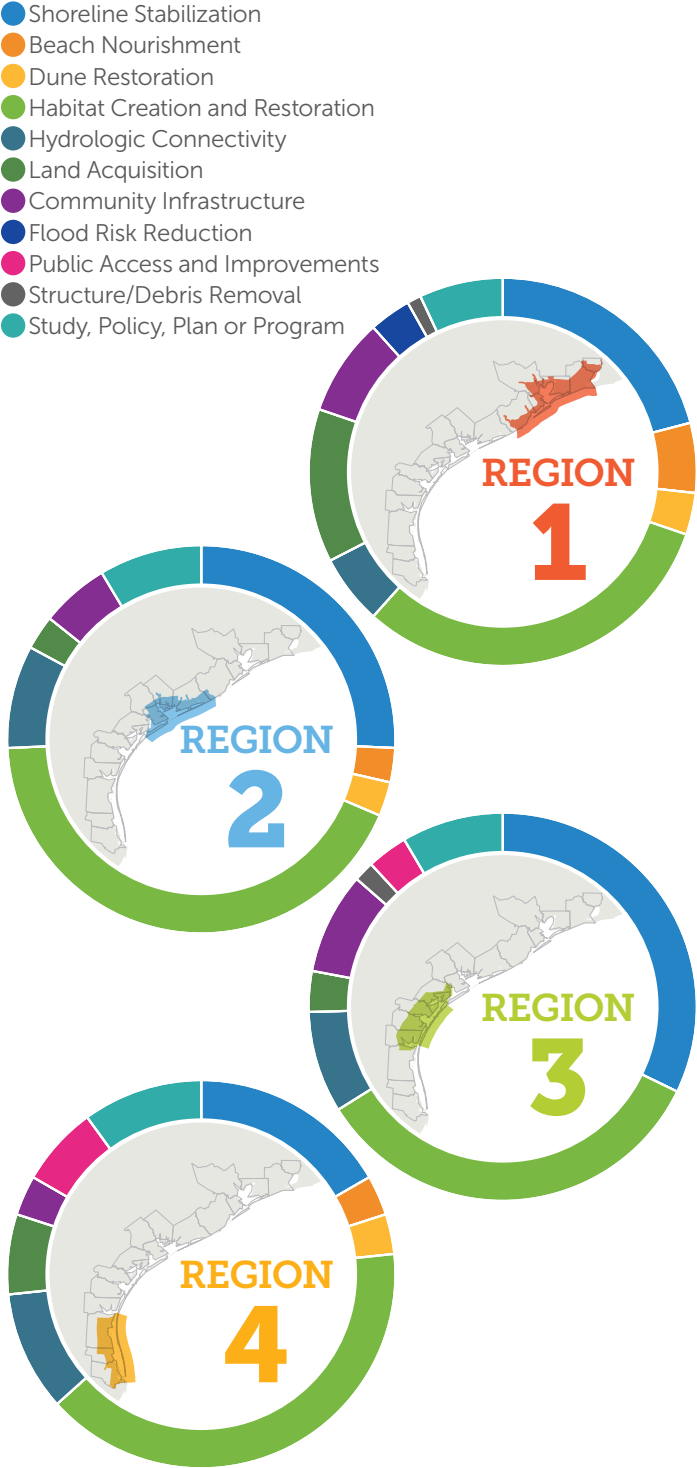 Shoreline Stabilization
Beach Nourishment
Dune Restoration
Habitat Creation and Restoration
Hydrologic Connectivity
Land Acquisition
Community Infrastructure
Flood Risk Reduction
Public Access and Improvements
Structure/Debris Removal
Study, Policy, Plan or Program
REGION
1
REGION
2
REGION
3
REGION
4